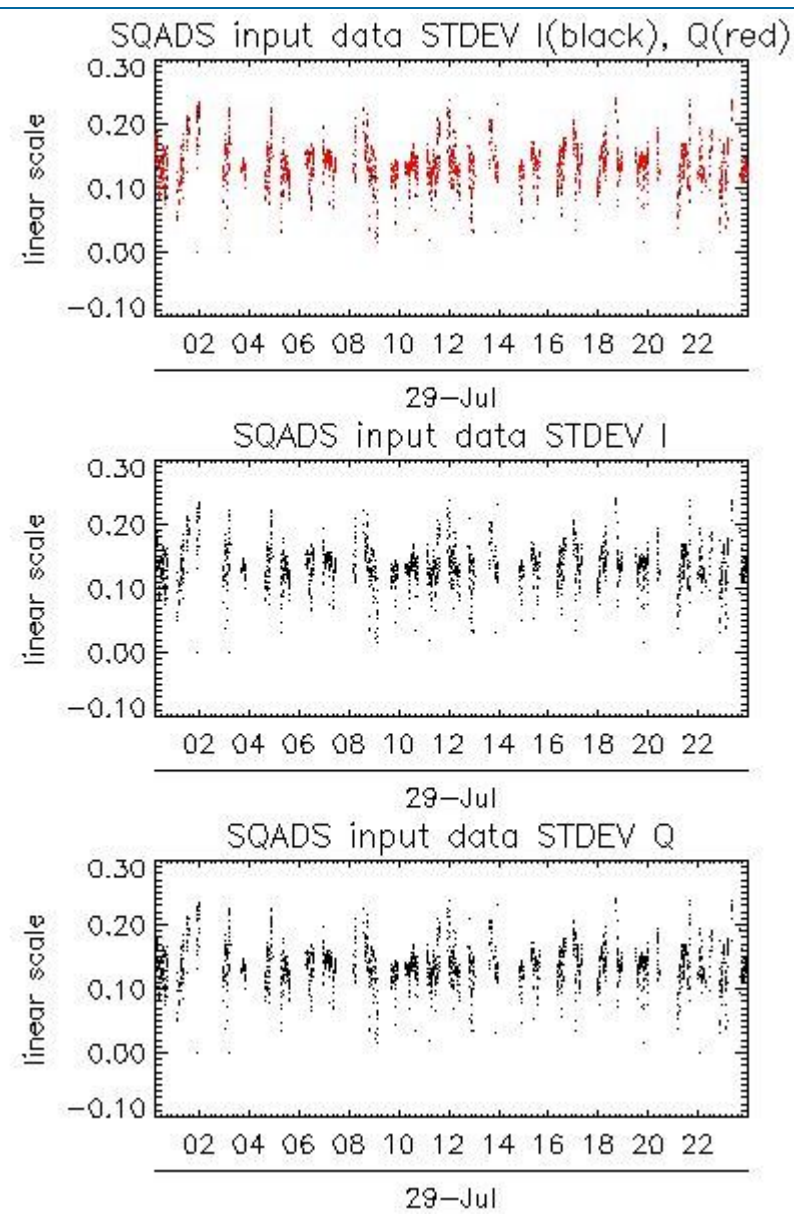 SQADS input data STDEV I(black), Q(red)
0.30
0.20
0.10
0.00
−0.10
linear scale
02 04 06 08 10 12 14 16 18 20 22
29−Jul
SQADS input data STDEV I
0.30
0.20
0.10
0.00
−0.10
linear scale
02 04 06 08 10 12 14 16 18 20 22
29−Jul
SQADS input data STDEV Q
0.30
0.20
0.10
0.00
−0.10
linear scale
02 04 06 08 10 12 14 16 18 20 22
29−Jul